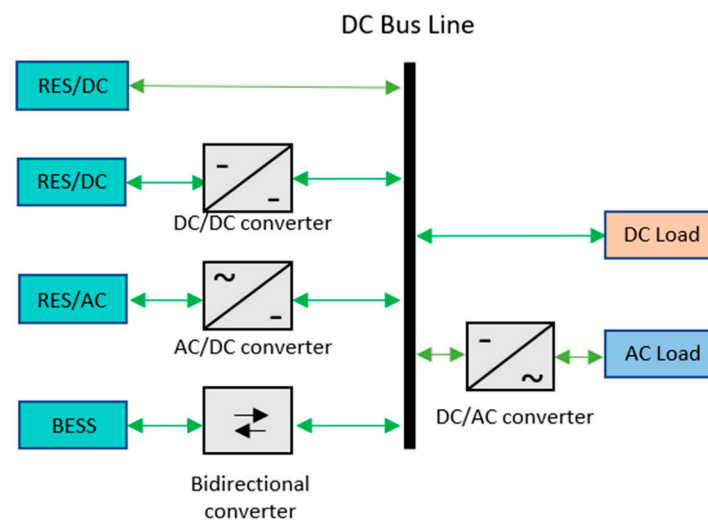 DC Bus Line
RES/DC
RES/DC
DC/DC converter
RES/AC
AC/DC converter
BESS
Bidirectional
converter
DC Load
AC Load
DC/AC converter